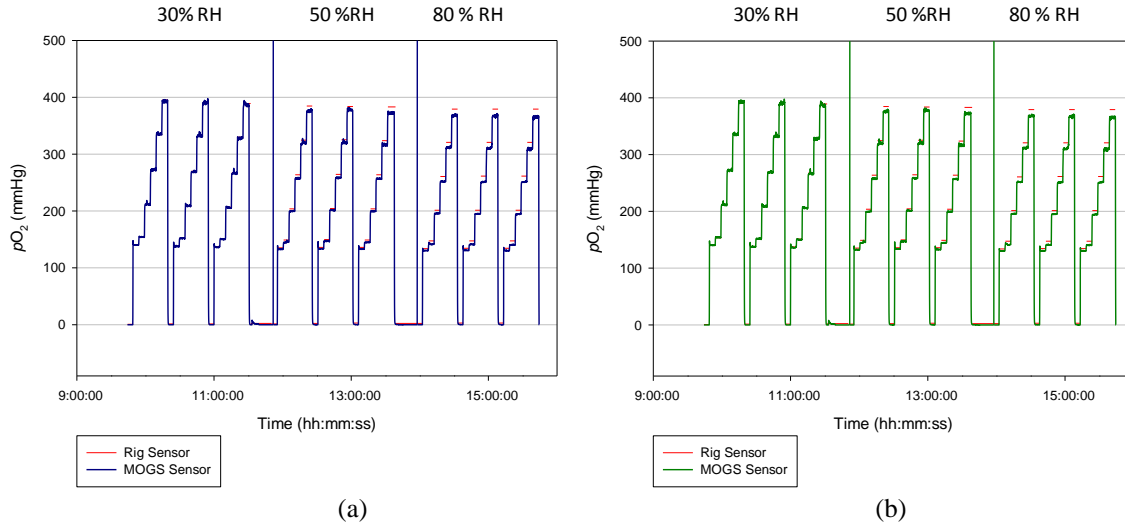 30% RH 50 %RH 80 % RH
500
400
300
200
100
0
pO2 (mmHg)
9:00:00 11:00:00 13:00:00 15:00:00
Time (hh:mm:ss)
Rig Sensor
MOGS Sensor
(a)
30% RH 50 %RH 80 % RH
500
400
300
200
100
0
pO2 (mmHg)
9:00:00 11:00:00 13:00:00 15:00:00
Time (hh:mm:ss)
Rig Sensor
MOGS Sensor
(b)